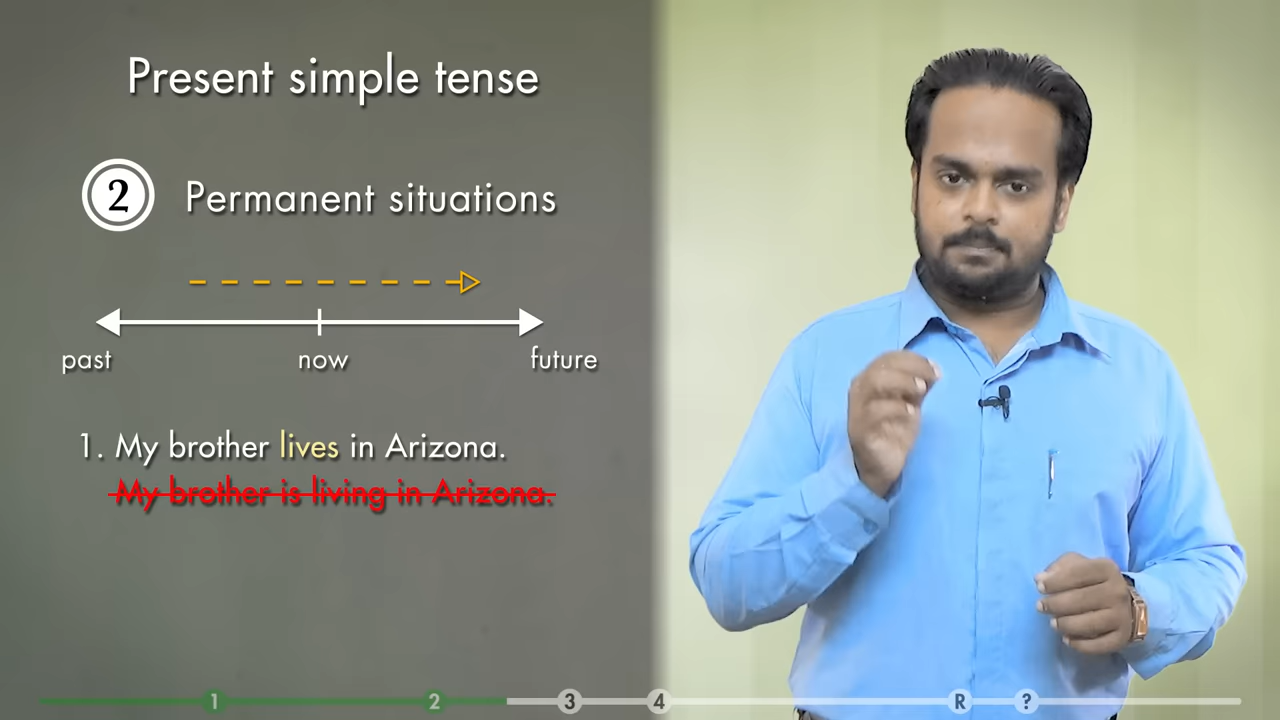 Present simple tense
2 Permanent situations
past now future
1. My brother lives in Arizona.
My brother is living in Arizona.
1 2 3 4 R ?